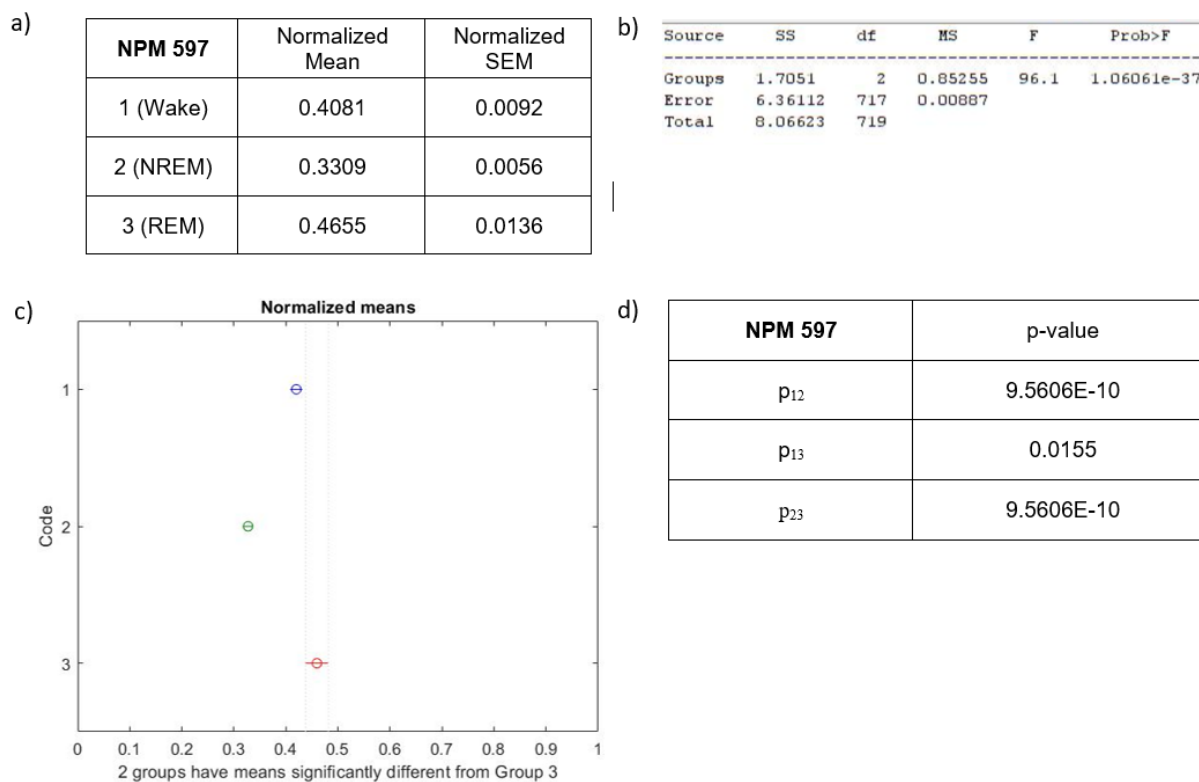 a)
NPM 597 Normalized Mean Normalized SEM
1 (Wake) 0.4081 0.0092
2 (NREM) 0.3309 0.0056
3 (REM) 0.4655 0.0136
b)
Source SS df MS F Prob>F
Groups 1.7051 2 0.85255 96.1 1.06061e-37
Error 6.36112 717 0.00887
Total 8.06623 719
c)
Normalized means
1
2
3
Code
0 0.1 0.2 0.3 0.4 0.5 0.6 0.7 0.8 0.9 1
2 groups have means significantly different from Group 3
d)
NPM 597 p-value
p12 9.5606E-10
p13 0.0155
p23 9.5606E-10